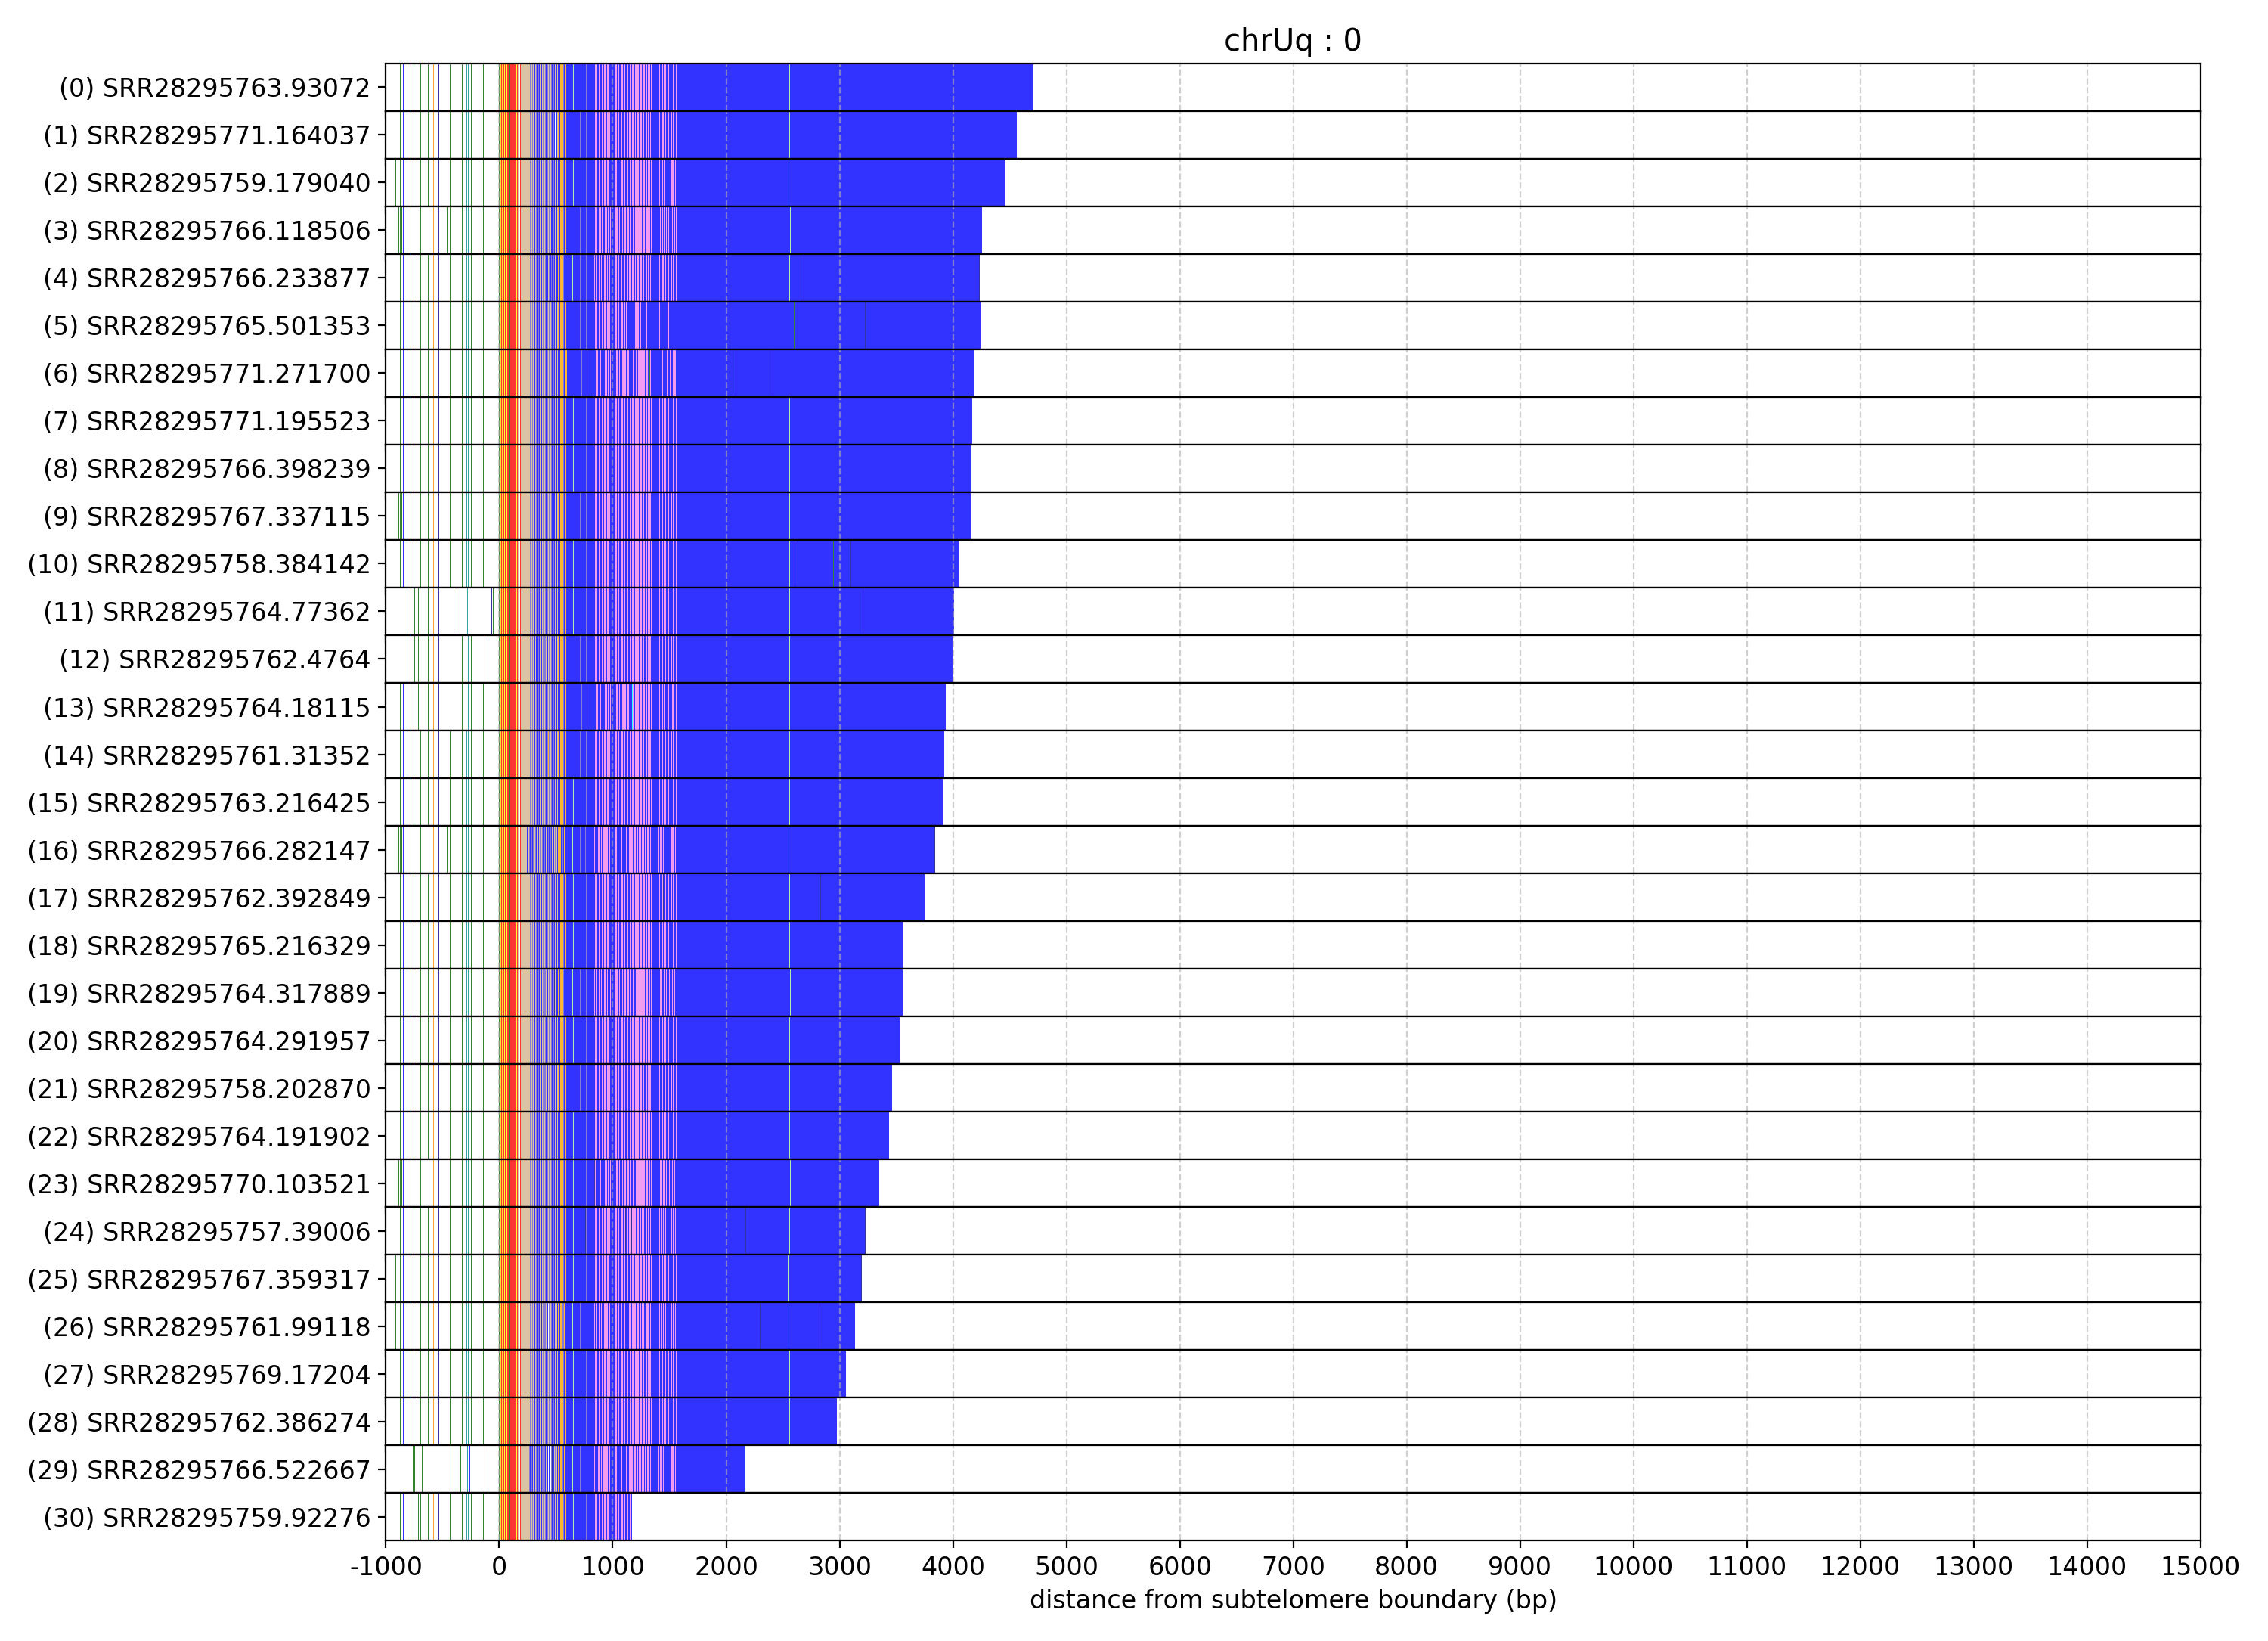 chrUq : 0
(0) SRR28295763.93072
(1) SRR28295771.164037
(2) SRR28295759.179040
(3) SRR28295766.118506
(4) SRR28295766.233877
(5) SRR28295765.501353
(6) SRR28295771.271700
(7) SRR28295771.195523
(8) SRR28295766.398239
(9) SRR28295767.337115
(10) SRR28295758.384142
(11) SRR28295764.77362
(12) SRR28295762.4764
(13) SRR28295764.18115
(14) SRR28295761.31352
(15) SRR28295763.216425
(16) SRR28295766.282147
(17) SRR28295762.392849
(18) SRR28295765.216329
(19) SRR28295764.317889
(20) SRR28295764.291957
(21) SRR28295758.202870
(22) SRR28295764.191902
(23) SRR28295770.103521
(24) SRR28295757.39006
(25) SRR28295767.359317
(26) SRR28295761.99118
(27) SRR28295769.17204
(28) SRR28295762.386274
(29) SRR28295766.522667
(30) SRR28295759.92276
-1000 0 1000 2000 3000 4000 5000 6000 7000 8000 9000 10000 11000 12000 13000 14000 15000
distance from subtelomere boundary (bp)